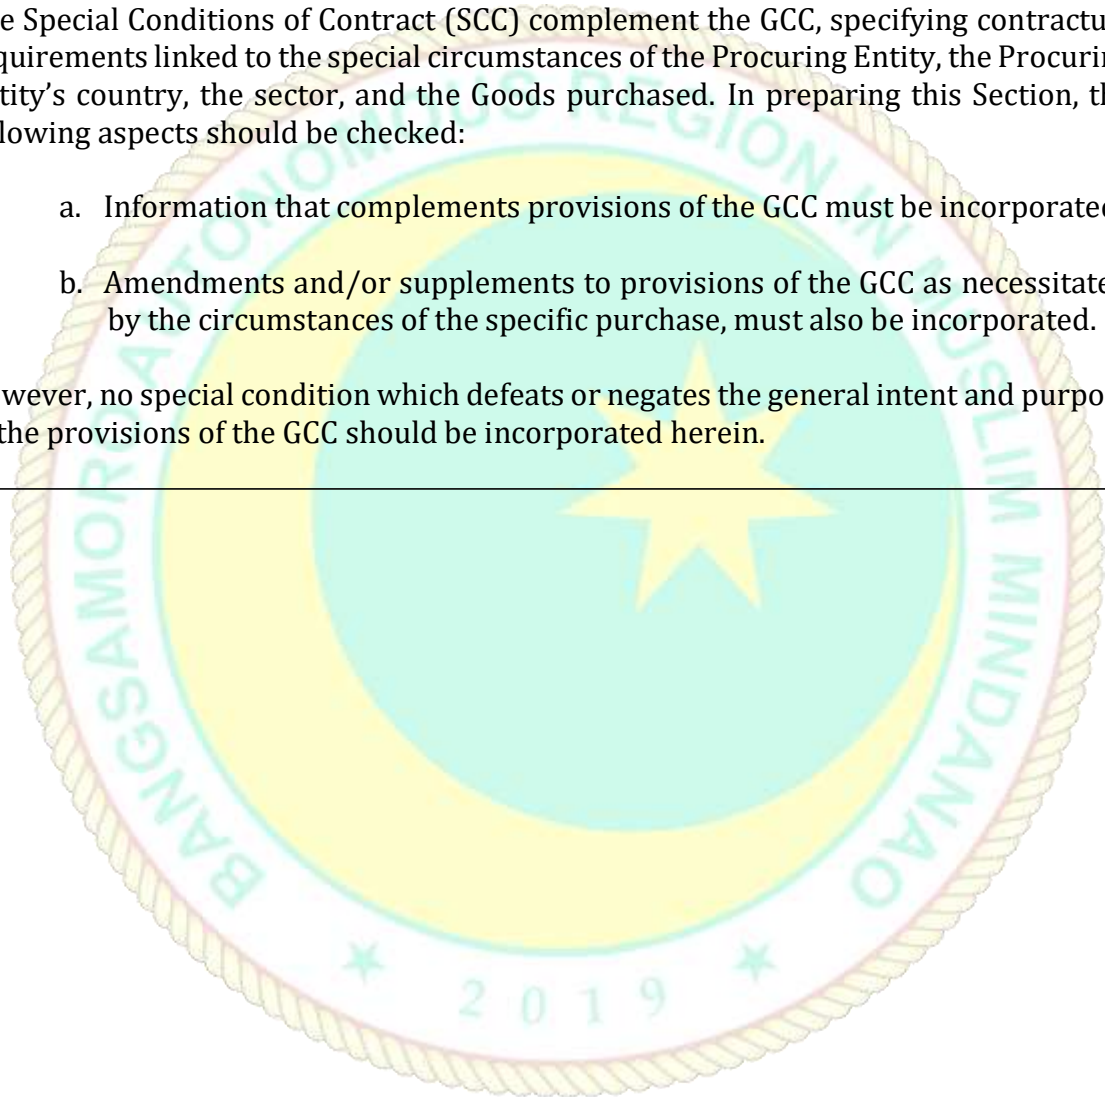 e Special Conditions of Contract (SCC) complement the GCC, specifying contractu
quirements linked to the special circumstances of the Procuring Entity, the Procurin
tity's country, the sector, and the Goods purchased. In preparing this Section, th
lowing aspects should be checked:
a. Information that complements provisions of the GCC must be incorporated
b. Amendments and/or supplements to provisions of the GCC as necessitate
by the circumstances of the specific purchase, must also be incorporated.
wever, no special condition which defeats or negates the general intent and purpo
the provisions of the GCC should be incorporated herein.
BANGSAMORO AUTONOMOUS REGION IN MUSLIM MINDANAO
2019